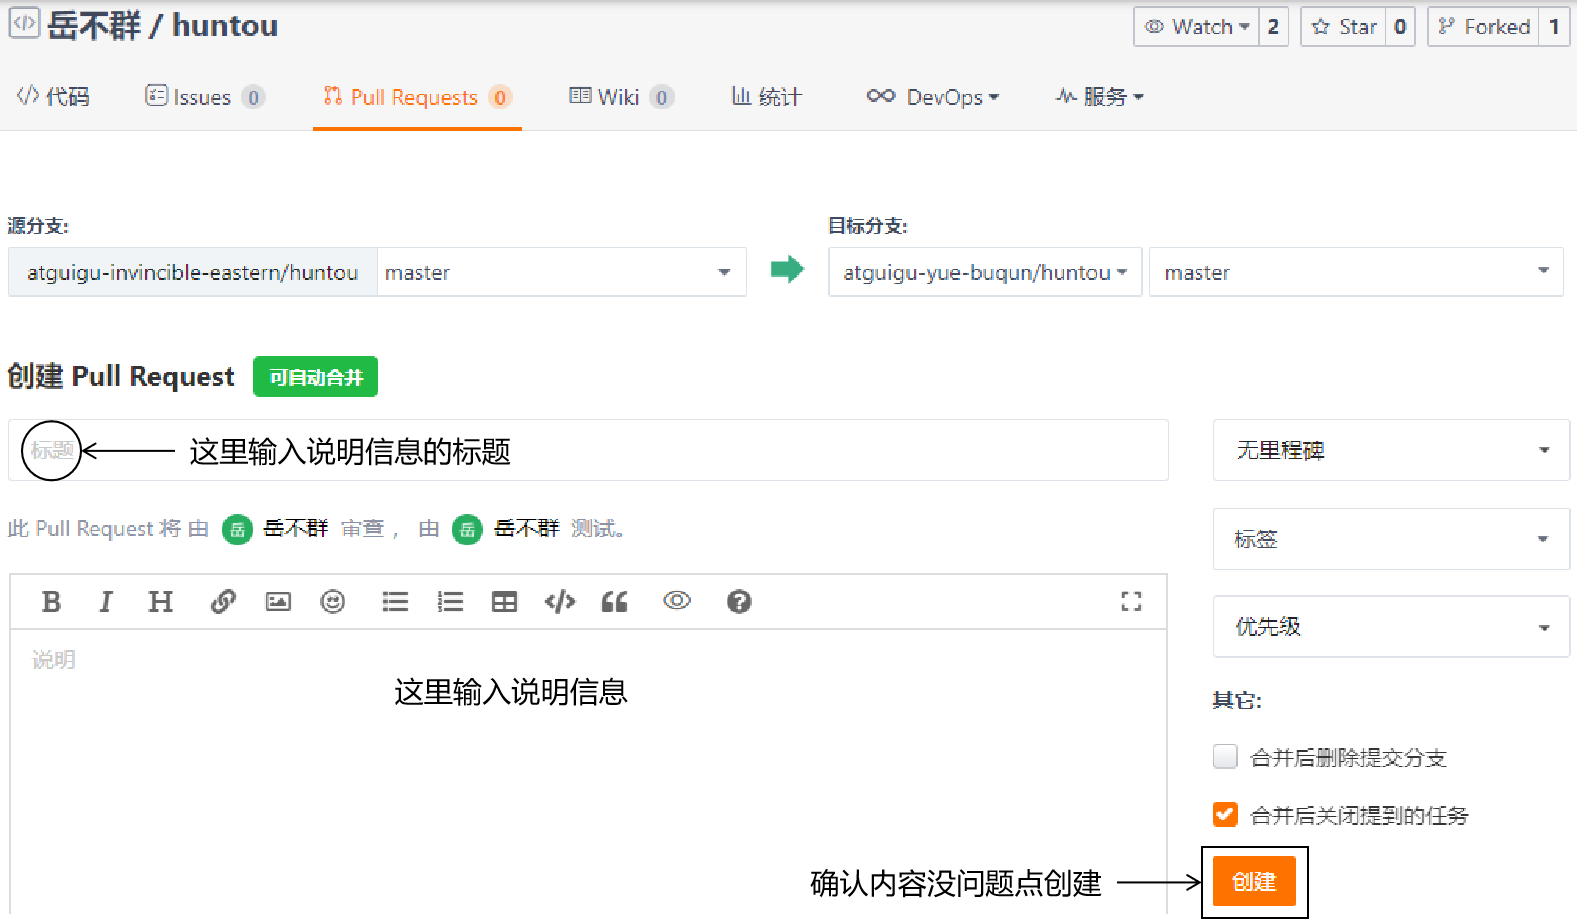 岳不群 / huntou
Watch 2
Star 0
Forked 1
代码
Issues 0
Pull Requests 0
Wiki 0
统计
DevOps
服务
源分支:
目标分支:
atguigu-invincible-eastern/huntou
master
atguigu-yue-buqun/huntou
master
创建 Pull Request
可自动合并
标题
这里输入说明信息的标题
无里程碑
此 Pull Request 将 由 岳 岳不群 审查， 由 岳 岳不群 测试。
标签
B I H
优先级
说明
这里输入说明信息
其它:
合并后删除提交分支
合并后关闭提到的任务
确认内容没问题点创建
创建